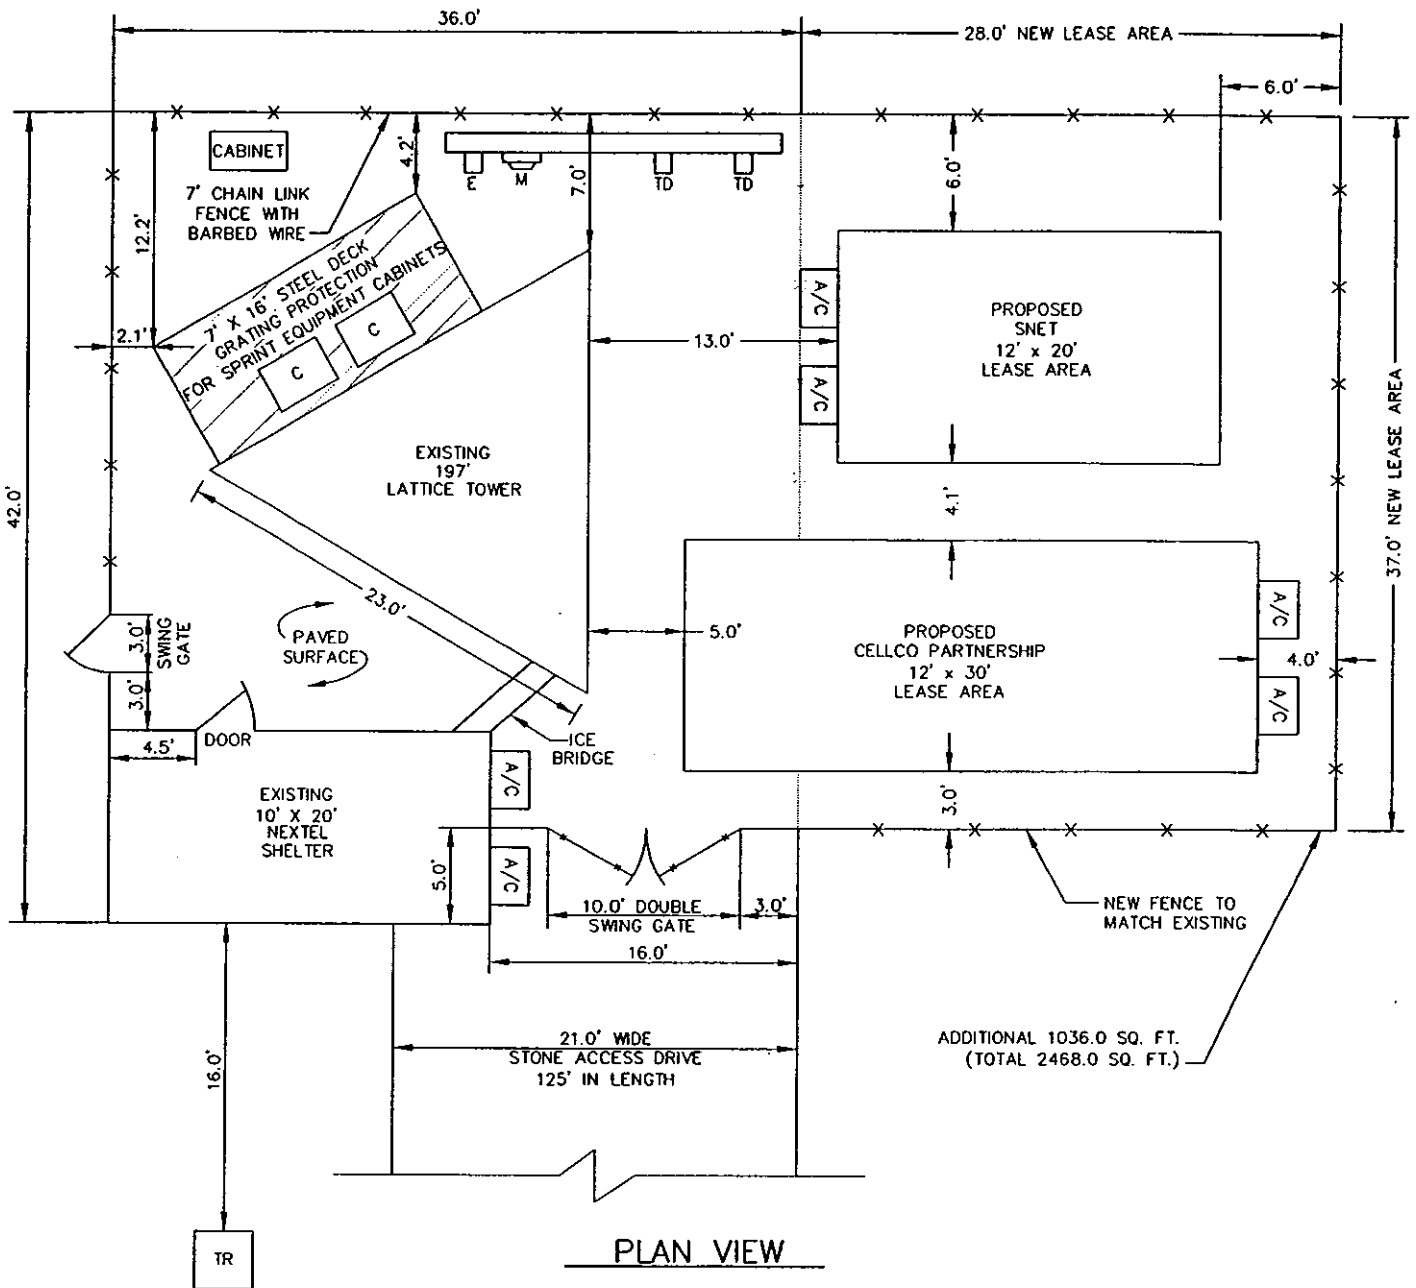 36.0'
28.0' NEW LEASE AREA
6.0'
CABINET
4.2'
E
M
TD
TD
7.0'
6.0'
7' CHAIN LINK
FENCE WITH
BARBED WIRE
12.2'
7' X 16' STEEL DECK
GRATING PROTECTION
FOR SPRINT EQUIPMENT CABINETS
C
C
2.1'
A/C
A/C
13.0'
PROPOSED
SNET
12' x 20'
LEASE AREA
EXISTING
197'
LATTICE TOWER
42.0'
4.1'
37.0' NEW LEASE AREA
23.0'
3.0'
SWING
GATE
3.0'
PAVED
SURFACE
5.0'
PROPOSED
CELLCO PARTNERSHIP
12' x 30'
LEASE AREA
A/C
A/C
4.0'
4.5'
DOOR
ICE
BRIDGE
EXISTING
10' X 20'
NEXTEL
SHELTER
A/C
A/C
5.0'
3.0'
10.0' DOUBLE
SWING GATE
3.0'
16.0'
NEW FENCE TO
MATCH EXISTING
21.0' WIDE
STONE ACCESS DRIVE
125' IN LENGTH
ADDITIONAL 1036.0 SQ. FT.
(TOTAL 2468.0 SQ. FT.)
16.0'
TR
PLAN VIEW